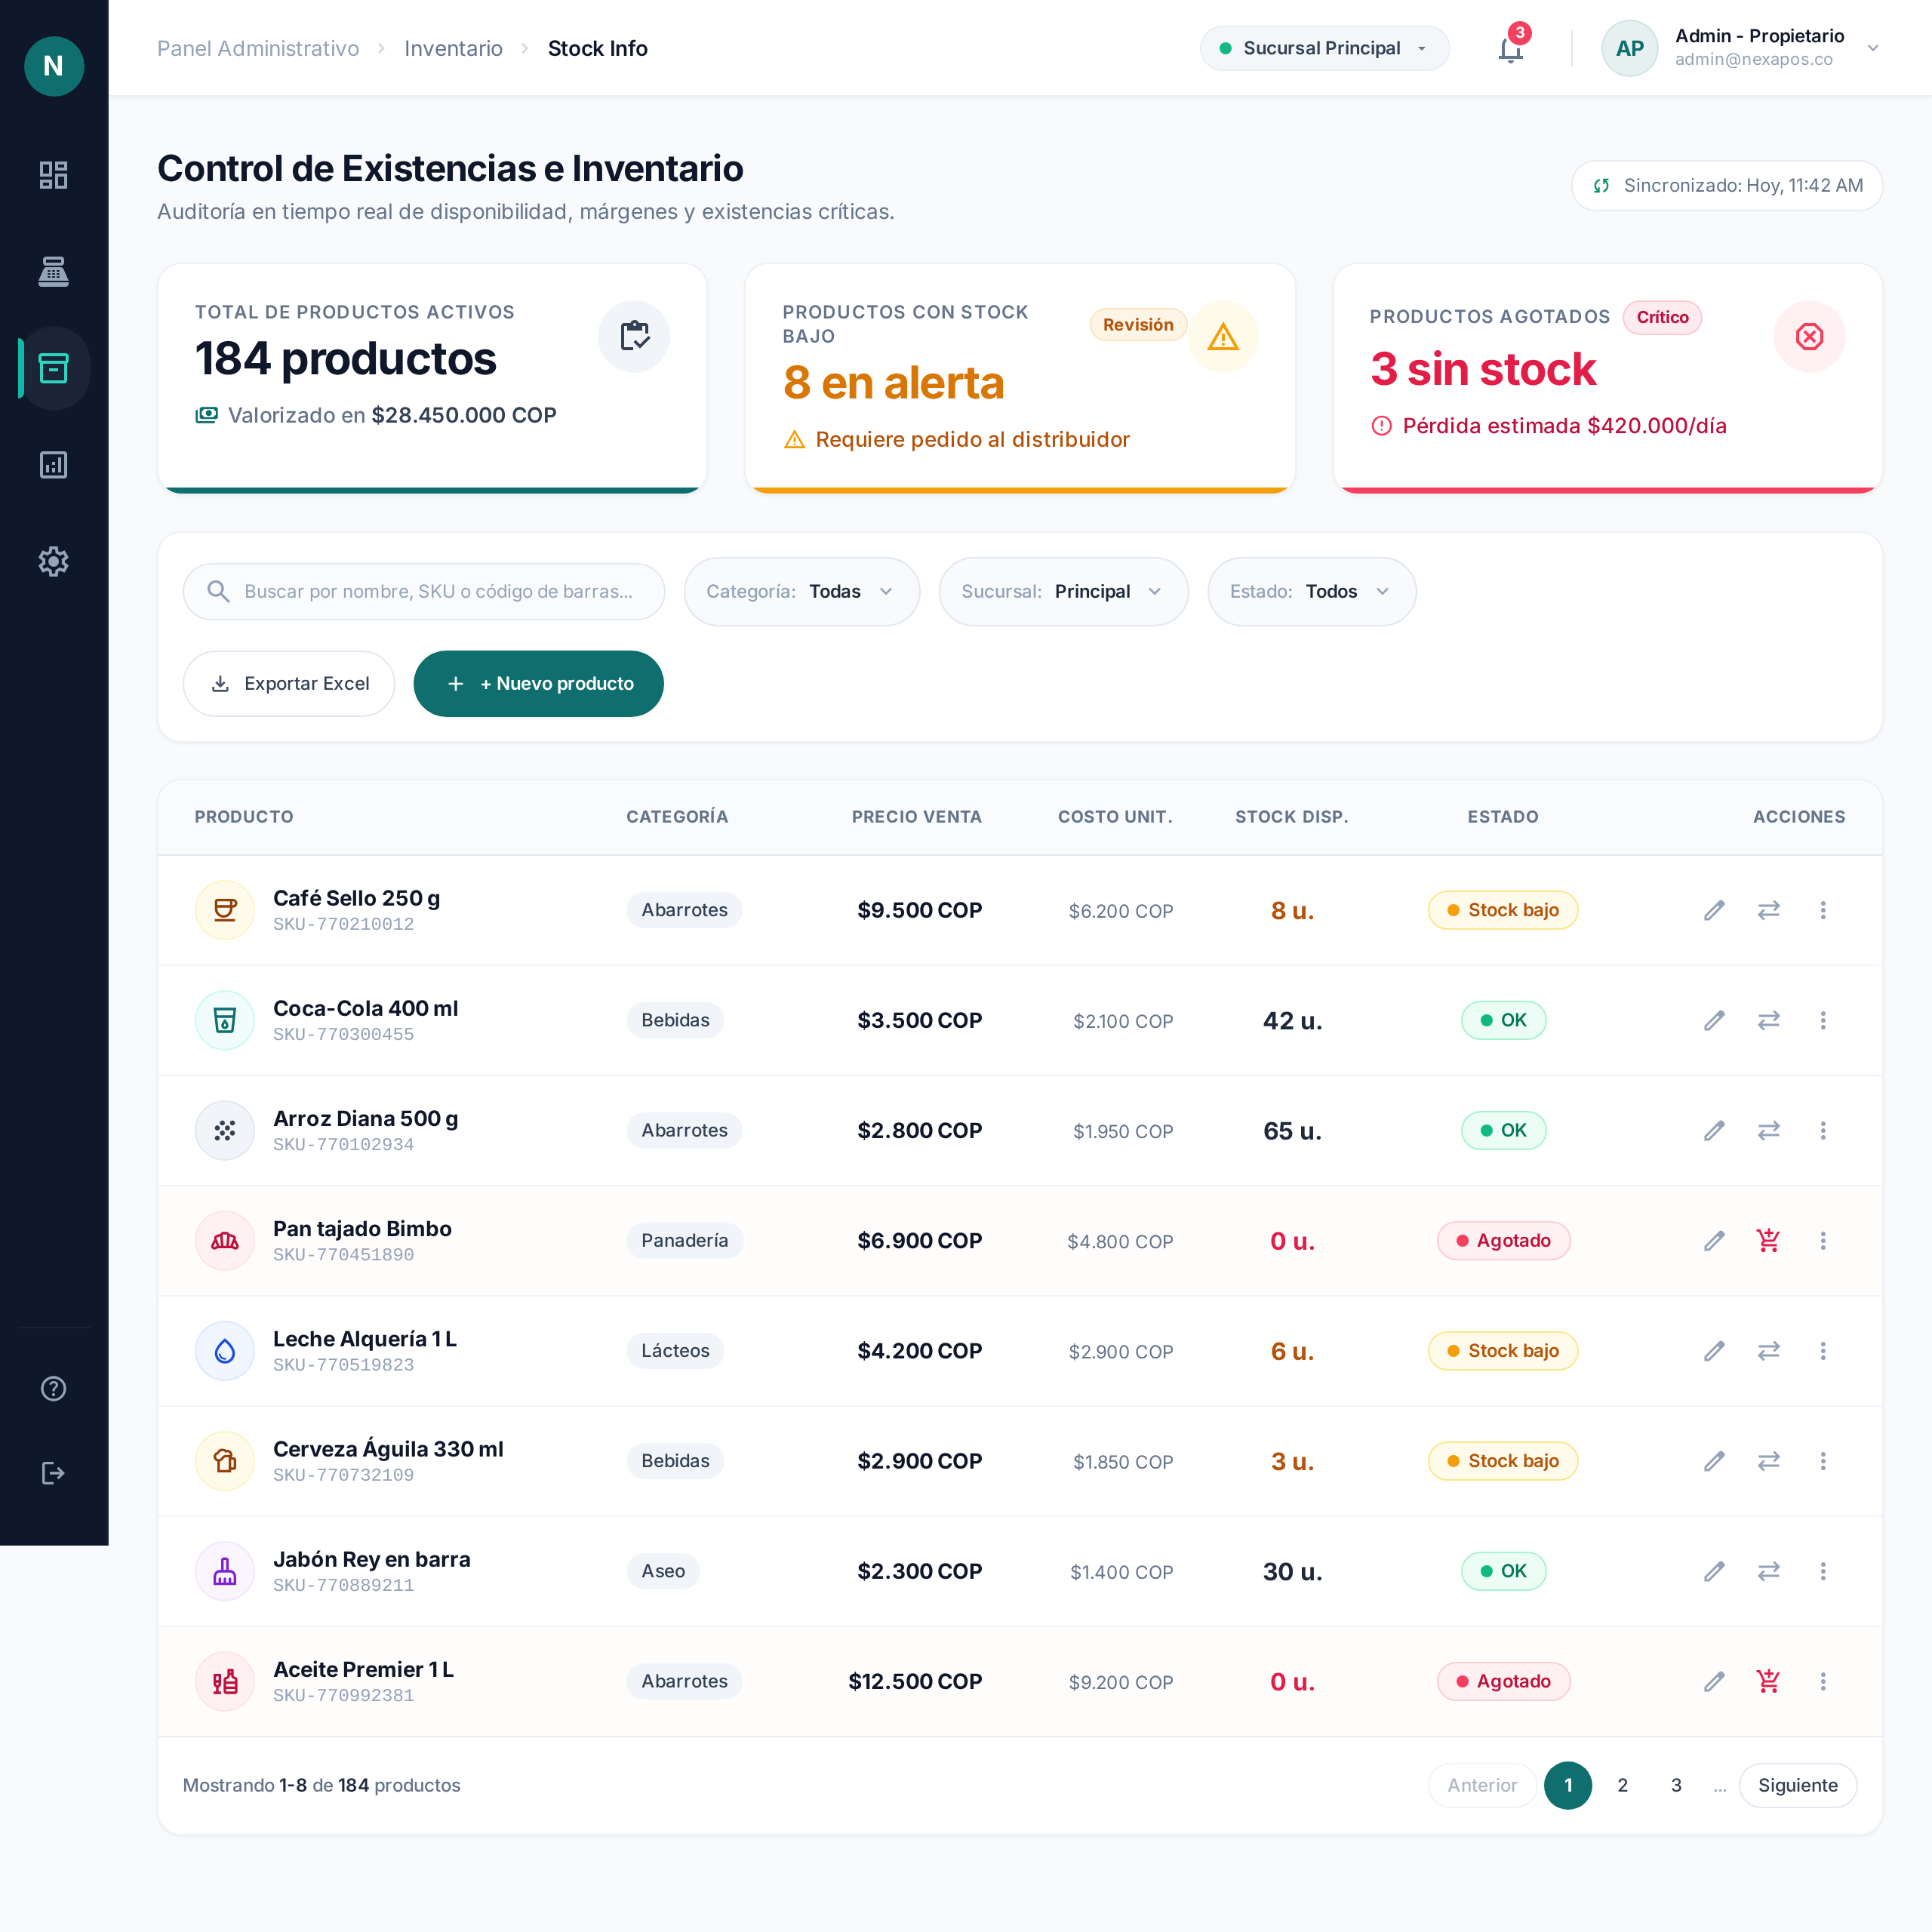 N
Panel Administrativo > Inventario > Stock Info
Sucursal Principal
3
AP
Admin - Propietario
admin@nexapos.co
Control de Existencias e Inventario
Auditoría en tiempo real de disponibilidad, márgenes y existencias críticas.
Sincronizado: Hoy, 11:42 AM
TOTAL DE PRODUCTOS ACTIVOS
184 productos
Valorizado en $28.450.000 COP
PRODUCTOS CON STOCK
BAJO
Revisión
8 en alerta
Requiere pedido al distribuidor
PRODUCTOS AGOTADOS
Crítico
3 sin stock
Pérdida estimada $420.000/día
Buscar por nombre, SKU o código de barras...
Categoría: Todas
Sucursal: Principal
Estado: Todos
Exportar Excel
+ Nuevo producto
PRODUCTO CATEGORÍA PRECIO VENTA COSTO UNIT. STOCK DISP. ESTADO ACCIONES
Café Sello 250 g
SKU-770210012
Abarrotes $9.500 COP $6.200 COP 8 u. Stock bajo
Coca-Cola 400 ml
SKU-770300455
Bebidas $3.500 COP $2.100 COP 42 u. OK
Arroz Diana 500 g
SKU-770102934
Abarrotes $2.800 COP $1.950 COP 65 u. OK
Pan tajado Bimbo
SKU-770451890
Panadería $6.900 COP $4.800 COP 0 u. Agotado
Leche Alquería 1 L
SKU-770519823
Lácteos $4.200 COP $2.900 COP 6 u. Stock bajo
Cerveza Águila 330 ml
SKU-770732109
Bebidas $2.900 COP $1.850 COP 3 u. Stock bajo
Jabón Rey en barra
SKU-770889211
Aseo $2.300 COP $1.400 COP 30 u. OK
Aceite Premier 1 L
SKU-770992381
Abarrotes $12.500 COP $9.200 COP 0 u. Agotado
Mostrando 1-8 de 184 productos
Anterior 1 2 3 ... Siguiente